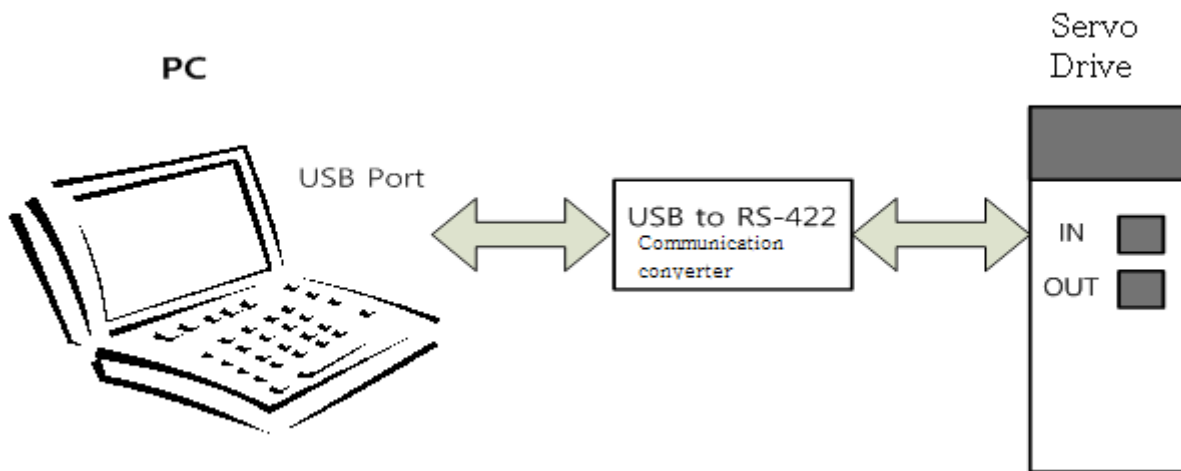 PC
USB Port
USB to RS-422
Communication
converter
Servo
Drive
IN
OUT